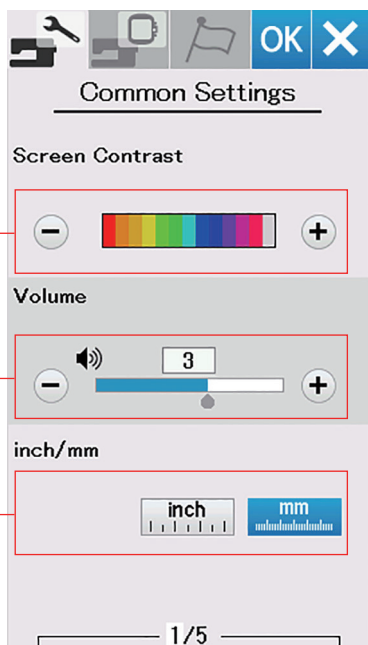 OK
Common Settings
Screen Contrast
Volume
3
inch/mm
inch
mm
1/5